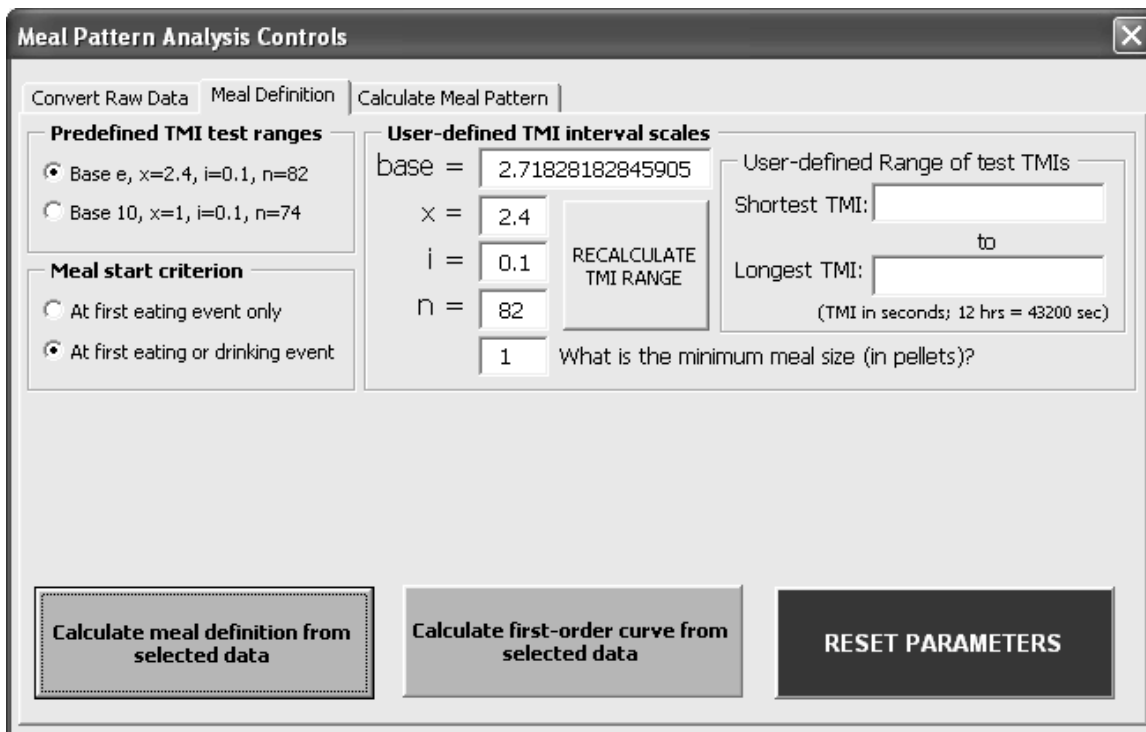 Meal Pattern Analysis Controls
Convert Raw Data
Meal Definition
Calculate Meal Pattern
Predefined TMI test ranges
Base e, x=2.4, i=0.1, n=82
Base 10, x=1, i=0.1, n=74
Meal start criterion
At first eating event only
At first eating or drinking event
User-defined TMI interval scales
base = 2.71828182845905
x = 2.4
i = 0.1
n = 82
RECALCULATE
TMI RANGE
1 What is the minimum meal size (in pellets)?
User-defined Range of test TMIs
Shortest TMI:
to
Longest TMI:
(TMI in seconds; 12 hrs = 43200 sec)
Calculate meal definition from
selected data
Calculate first-order curve from
selected data
RESET PARAMETERS